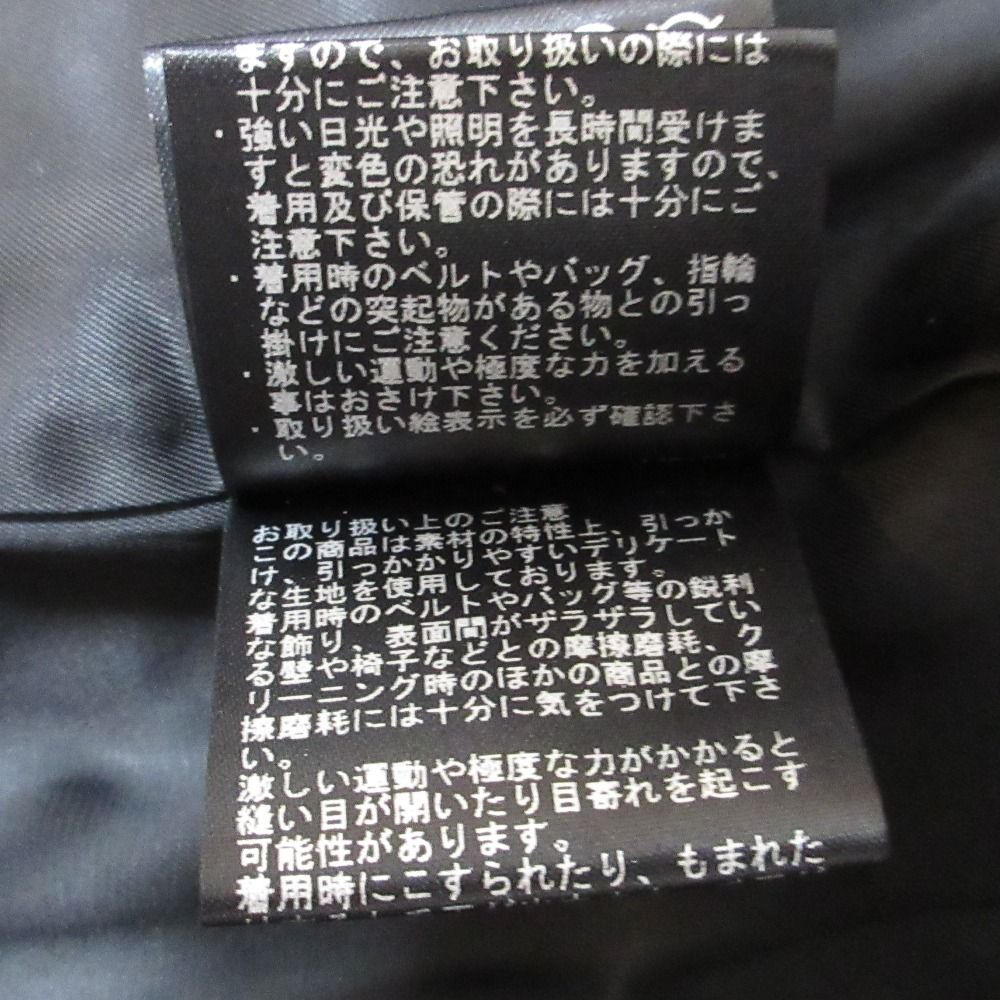 ますので、お取り扱いの際には
十分にご注意下さい。
・強い日光や照明を長時間受けま
すと変色の恐れがありますので、
着用及び保管の際には十分にご
注意下さい。
・着用時のベルトやバッグ、指輪
などの突起物がある物との引っ
掛けにご注意ください。
・激しい運動や極度な力を加える
事はおさけ下さい。
・取り扱い絵表示を必ず確認下さ
い。
お取り扱い上のご注意
この商品は素材の特性上、引っか
け、引っかかりやすいデリケート
な生地を使用しております。
着用時のベルトやバッグ等の鋭利
な飾り、表面間がザラザラしてい
る壁や椅子などとの摩擦磨耗、ク
リーニング時のほかの商品との摩
擦磨耗には十分に気をつけて下さ
い。
激しい運動や極度な力がかかると
縫い目が開いたり目寄れを起こす
可能性があります。
着用時にこすられたり、もまれた